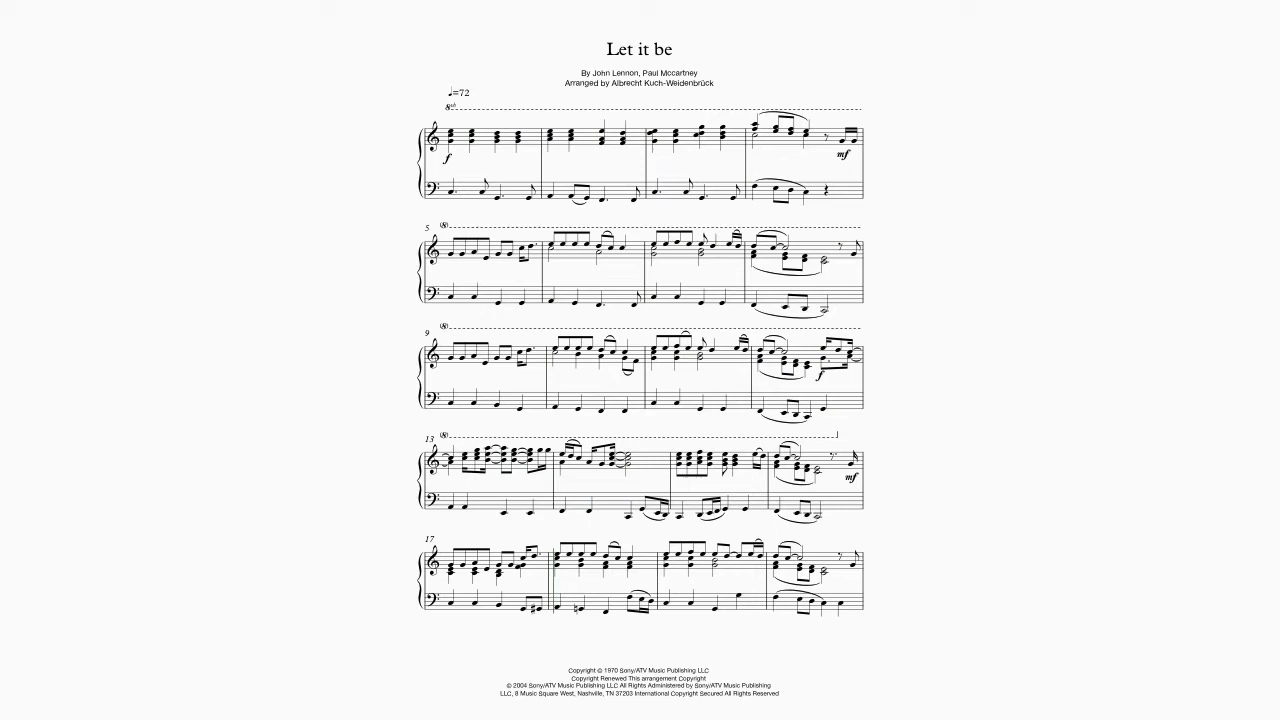 Let it be
By John Lennon, Paul Mccartney
Arranged by Albrecht Kuch-Weidenbrück
♩=72
8va
f
mf
5
(8)
9
(8)
f
13
(8)
mf
17
Copyright © 1970 Sony/ATV Music Publishing LLC
Copyright Renewed This arrangement Copyright
© 2004 Sony/ATV Music Publishing LLC All Rights Administered by Sony/ATV Music Publishing
LLC, 8 Music Square West, Nashville, TN 37203 International Copyright Secured All Rights Reserved